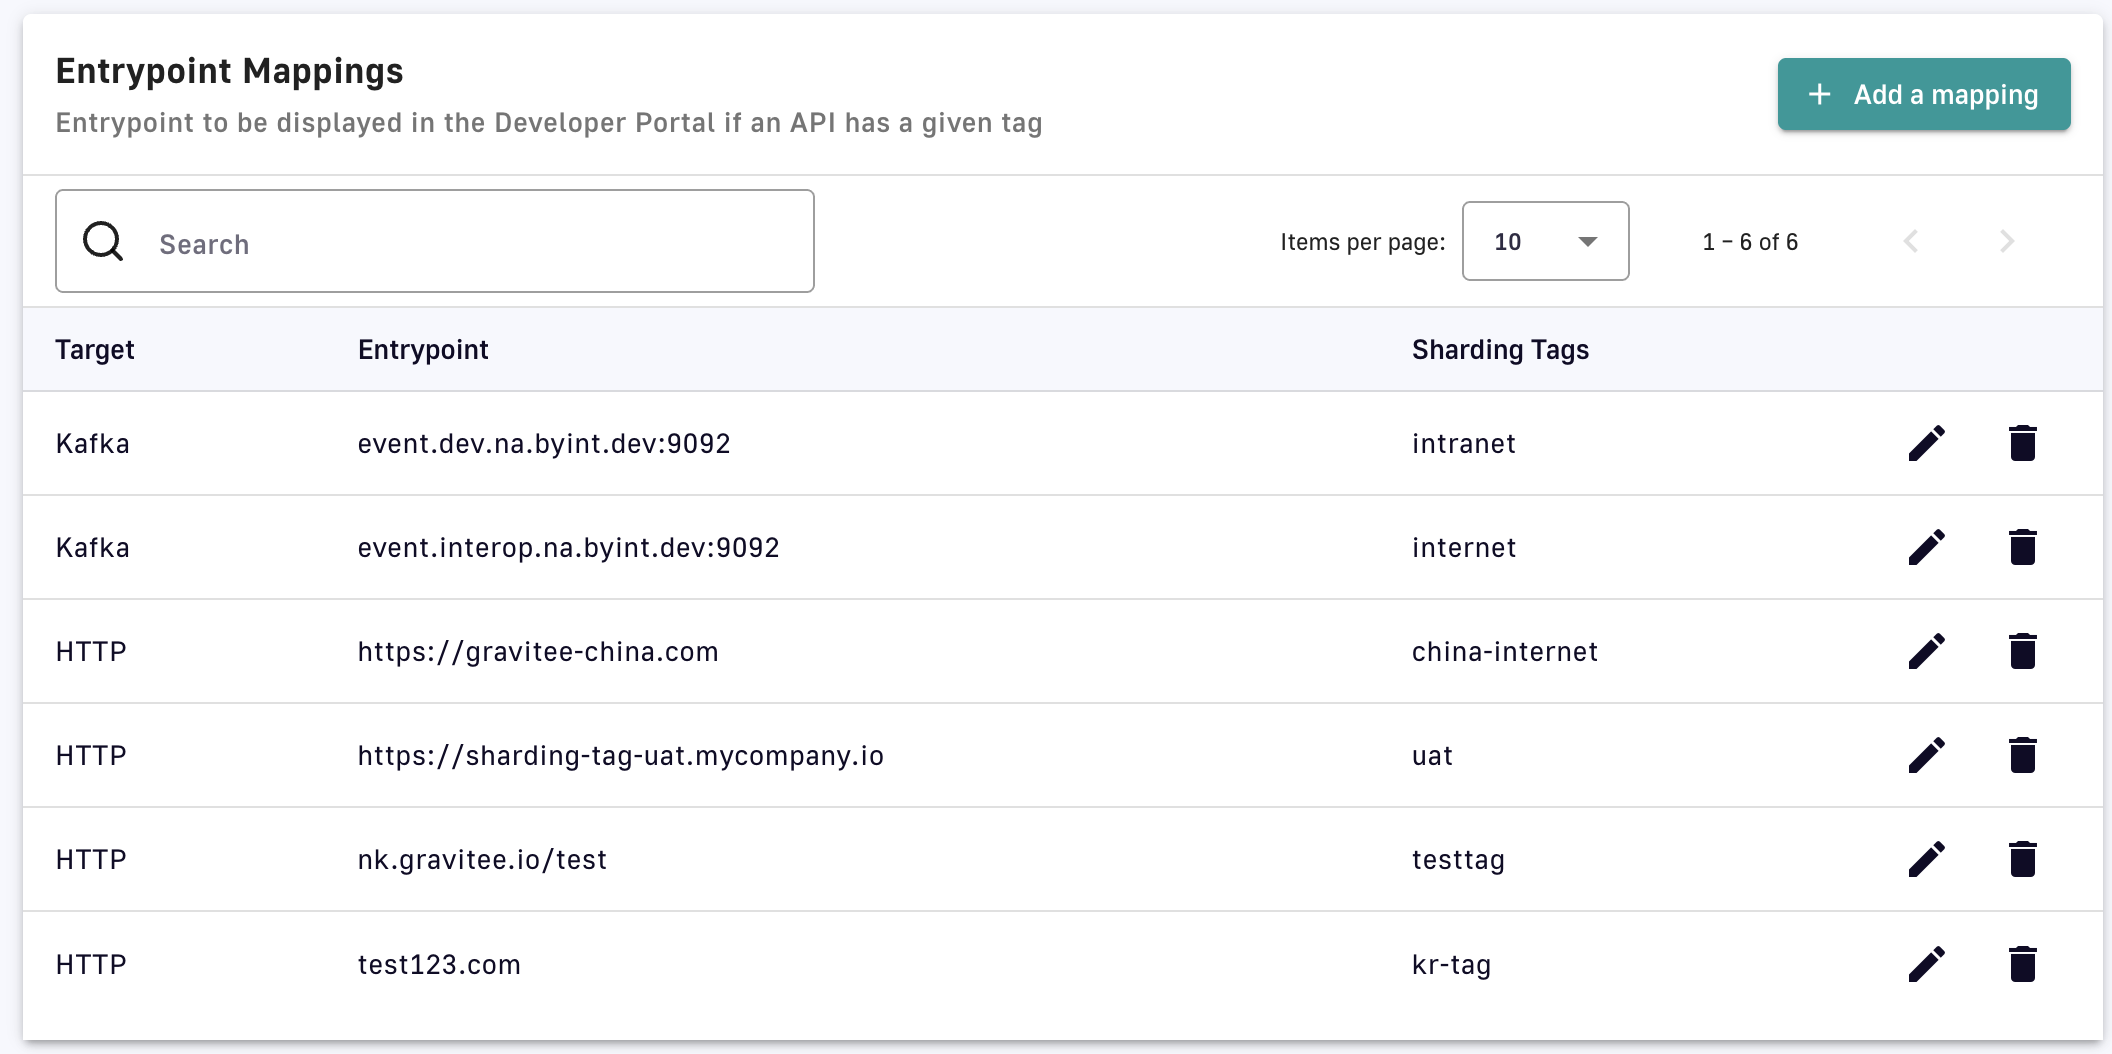 Entrypoint Mappings
Entrypoint to be displayed in the Developer Portal if an API has a given tag
+ Add a mapping
Search
Items per page: 10 1 – 6 of 6
Target Entrypoint Sharding Tags
Kafka event.dev.na.byint.dev:9092 intranet
Kafka event.interop.na.byint.dev:9092 internet
HTTP https://gravitee-china.com china-internet
HTTP https://sharding-tag-uat.mycompany.io uat
HTTP nk.gravitee.io/test testtag
HTTP test123.com kr-tag